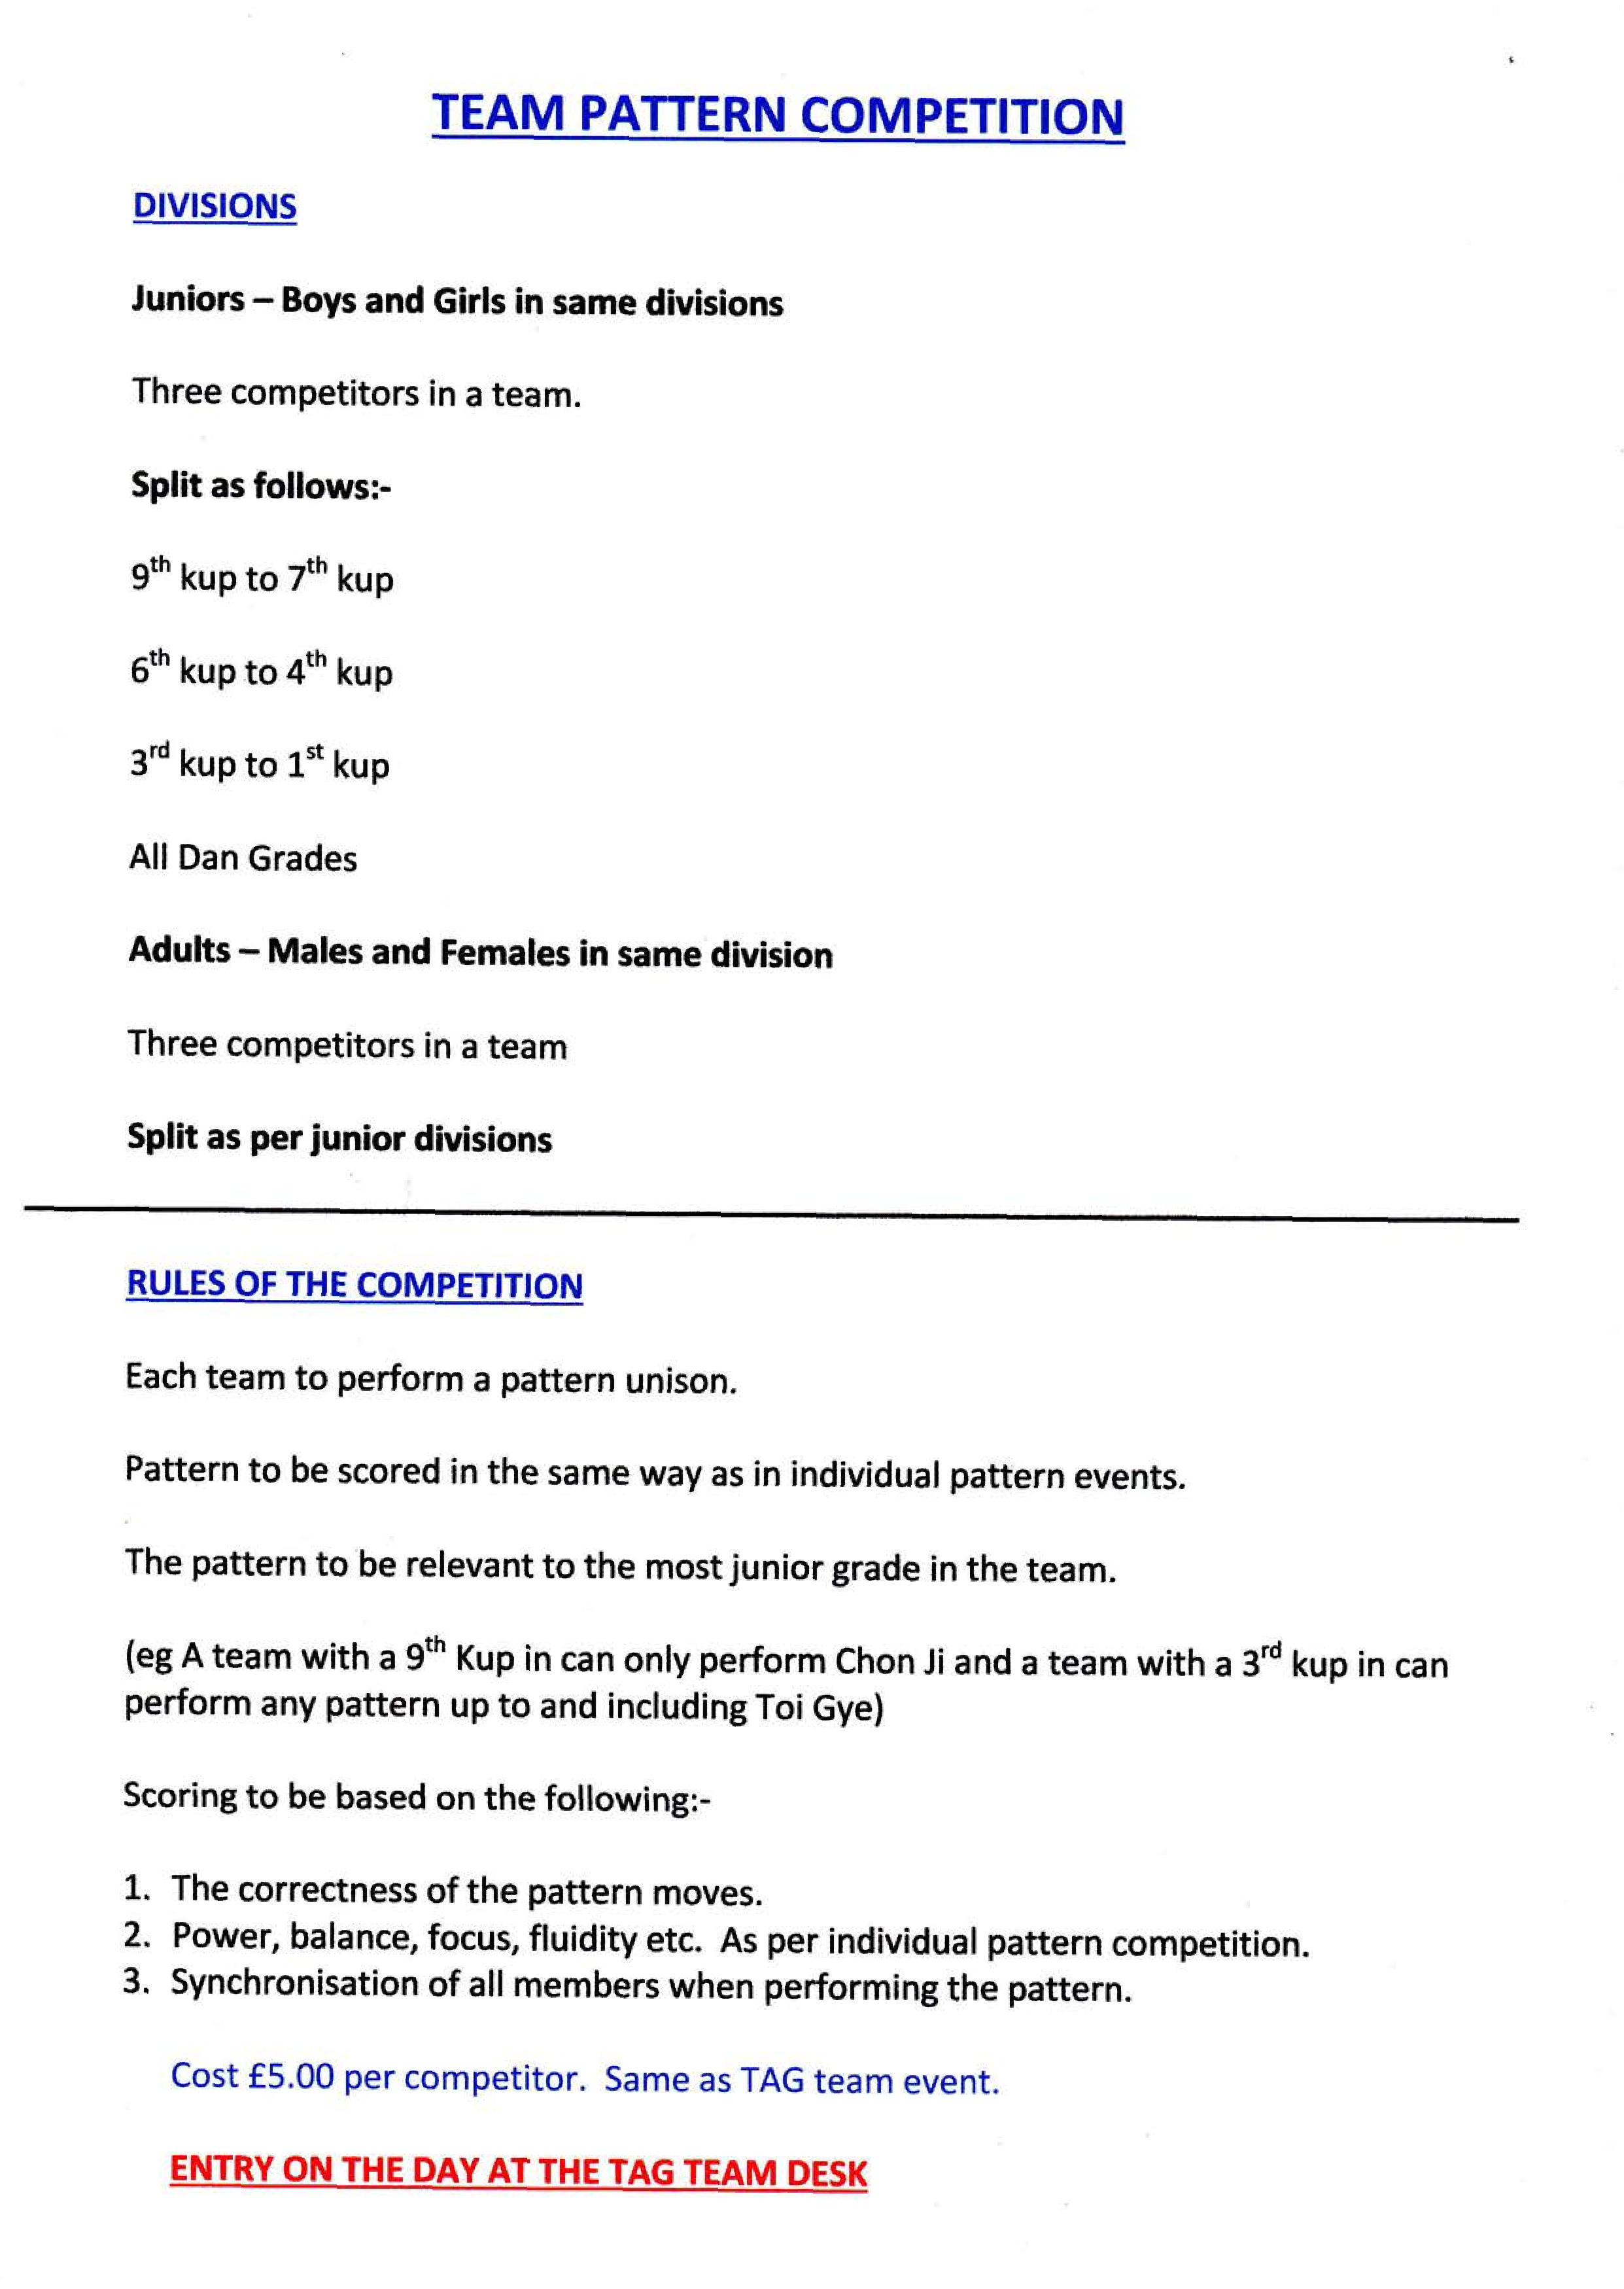 TEAM PATTERN COMPETITION
DIVISIONS
Juniors – Boys and Girls in same divisions
Three competitors in a team.
Split as follows:-
9th kup to 7th kup
6th kup to 4th kup
3rd kup to 1st kup
All Dan Grades
Adults – Males and Females in same division
Three competitors in a team
Split as per junior divisions
RULES OF THE COMPETITION
Each team to perform a pattern unison.
Pattern to be scored in the same way as in individual pattern events.
The pattern to be relevant to the most junior grade in the team.
(eg A team with a 9th Kup in can only perform Chon Ji and a team with a 3rd kup in can
perform any pattern up to and including Toi Gye)
Scoring to be based on the following:-
1. The correctness of the pattern moves.
2. Power, balance, focus, fluidity etc. As per individual pattern competition.
3. Synchronisation of all members when performing the pattern.
Cost £5.00 per competitor. Same as TAG team event.
ENTRY ON THE DAY AT THE TAG TEAM DESK